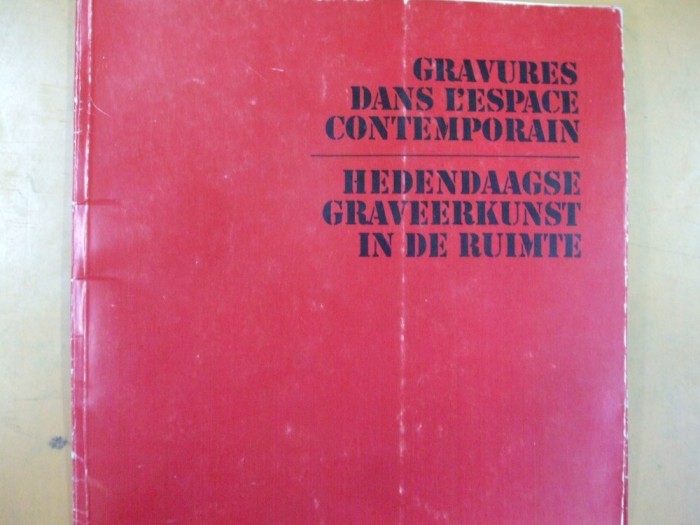 GRAVURES
DANS L'ESPACE
CONTEMPORAIN
HEDENDAAGSE
GRAVEERKUNST
IN DE RUIMTE